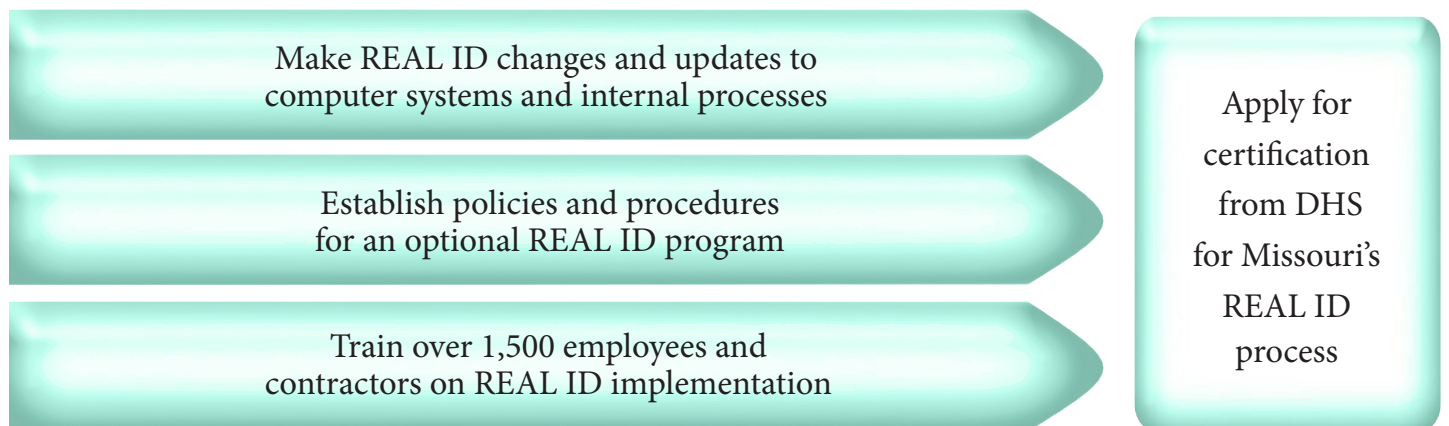 Make REAL ID changes and updates to
computer systems and internal processes
Establish policies and procedures
for an optional REAL ID program
Train over 1,500 employees and
contractors on REAL ID implementation
Apply for
certification
from DHS
for Missouri’s
REAL ID
process